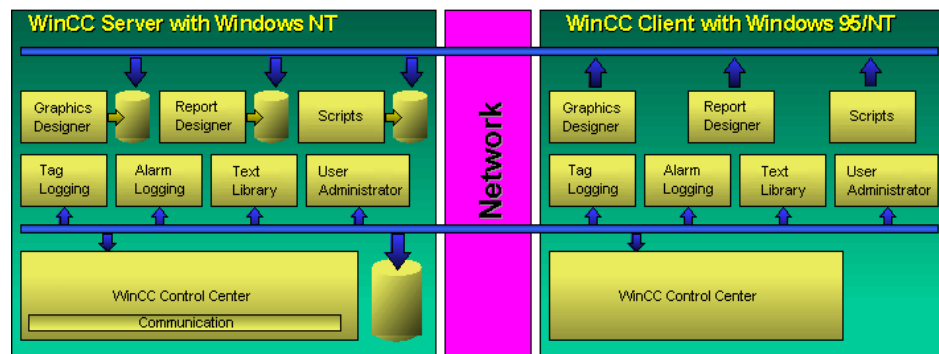 WinCC Server with Windows NT
WinCC Client with Windows 95/NT
Network
Graphics
Designer
Report
Designer
Scripts
Tag
Logging
Alarm
Logging
Text
Library
User
Administrator
WinCC Control Center
Communication
Graphics
Designer
Report
Designer
Scripts
Tag
Logging
Alarm
Logging
Text
Library
User
Administrator
WinCC Control Center